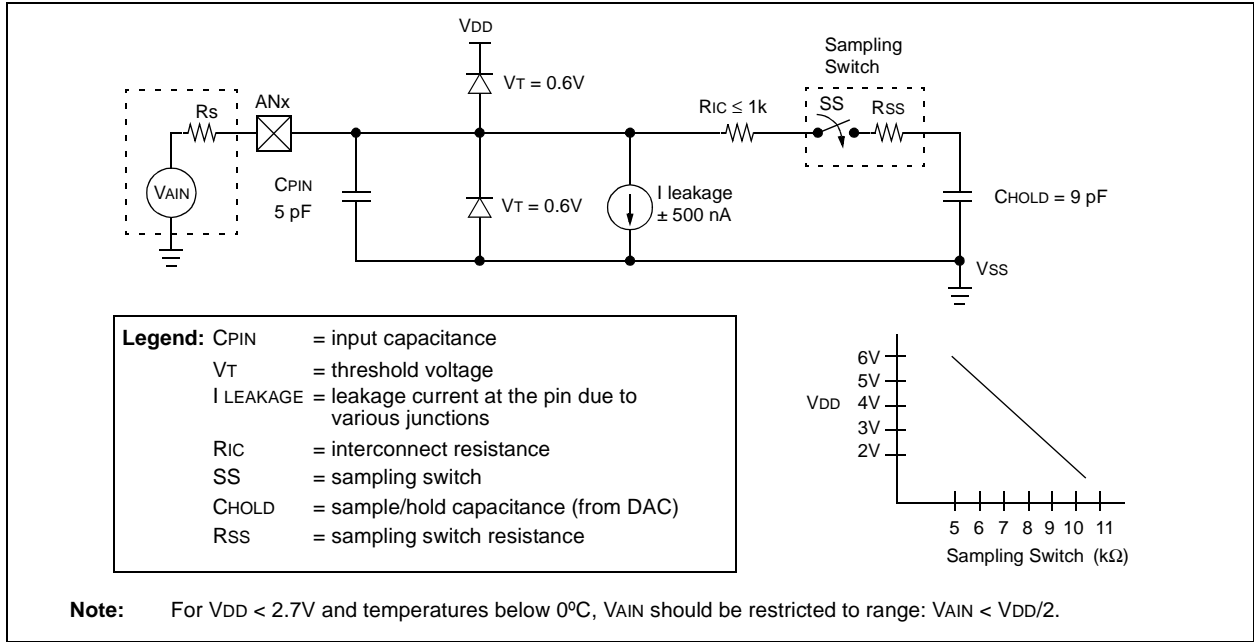 VDD
Sampling
Switch
VT = 0.6V
ANx
RS
RIC ≤ 1k
SS
RSS
VAIN
CPIN
5 pF
VT = 0.6V
I leakage
± 500 nA
CHOLD = 9 pF
VSS
Legend: CPIN = input capacitance
VT = threshold voltage
I LEAKAGE = leakage current at the pin due to
various junctions
RIC = interconnect resistance
SS = sampling switch
CHOLD = sample/hold capacitance (from DAC)
RSS = sampling switch resistance
6V
5V
VDD 4V
3V
2V
5 6 7 8 9 10 11
Sampling Switch (kΩ)
Note: For VDD < 2.7V and temperatures below 0ºC, VAIN should be restricted to range: VAIN < VDD/2.